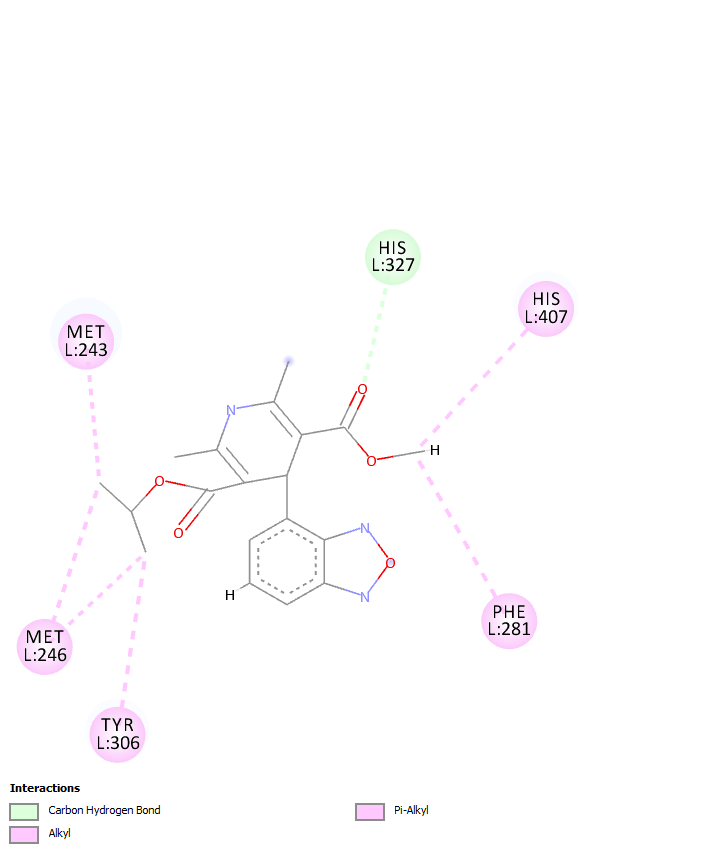 HIS
L:327
HIS
L:407
MET
L:243
O
N
H
O
O
O
N
O
H
N
PHE
L:281
MET
L:246
TYR
L:306
Interactions
Carbon Hydrogen Bond
Alkyl
Pi-Alkyl